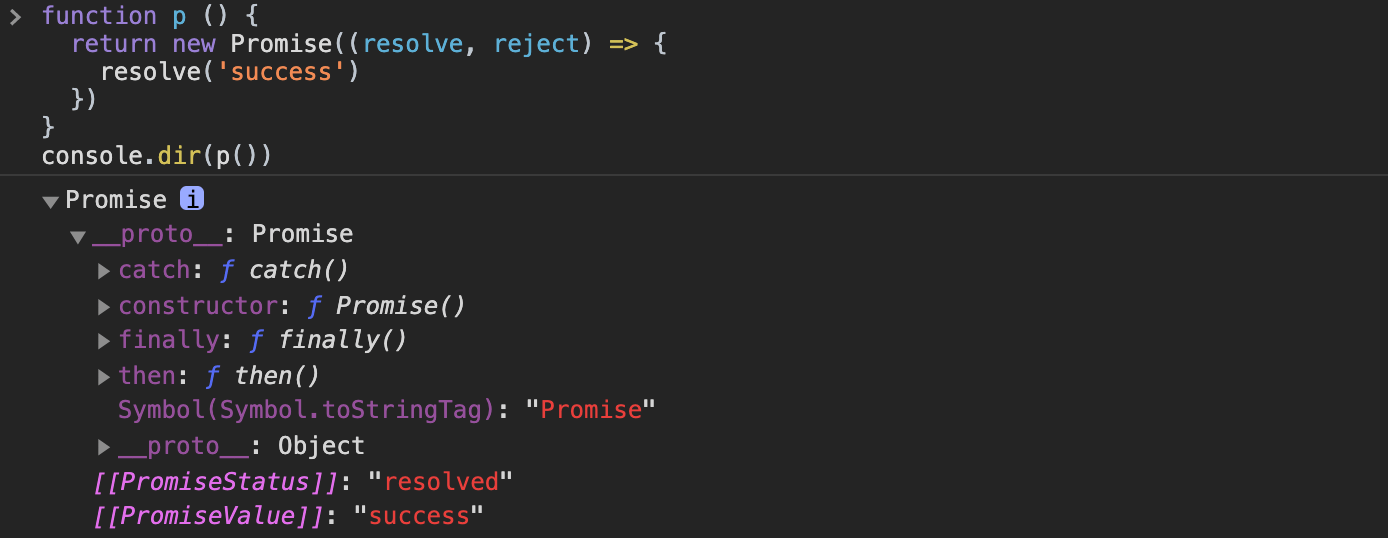 function p () {
  return new Promise((resolve, reject) => {
    resolve('success')
  })
}
console.dir(p())
Promise i
__proto__: Promise
catch: ƒ catch()
constructor: ƒ Promise()
finally: ƒ finally()
then: ƒ then()
Symbol(Symbol.toStringTag): "Promise"
__proto__: Object
[[PromiseStatus]]: "resolved"
[[PromiseValue]]: "success"